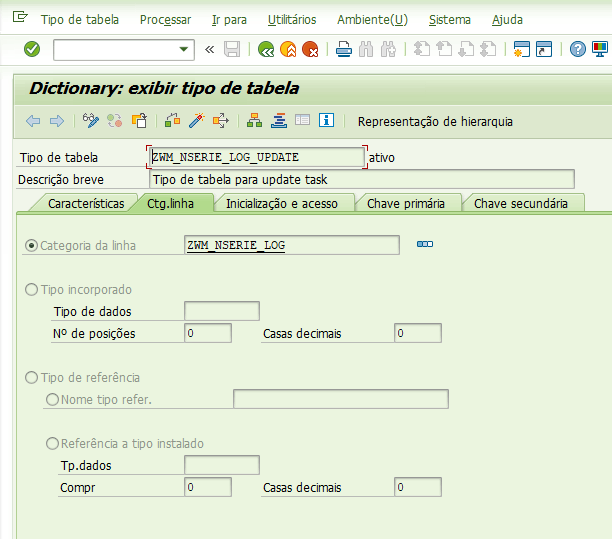 Tipo de tabela Processar Ir para Utilitários Ambiente(U) Sistema Ajuda
Dictionary: exibir tipo de tabela
Representação de hierarquia
Tipo de tabela ZWM_NSERIE_LOG_UPDATE ativo
Descrição breve Tipo de tabela para update task
Características Ctg.linha Inicialização e acesso Chave primária Chave secundária
Categoria da linha ZWM_NSERIE_LOG
Tipo incorporado
Tipo de dados
Nº de posições 0 Casas decimais 0
Tipo de referência
Nome tipo refer.
Referência a tipo instalado
Tp.dados
Compr 0 Casas decimais 0